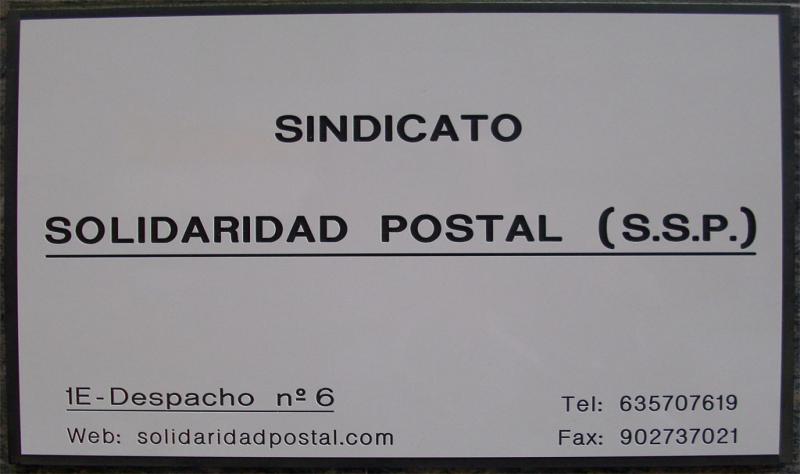 SINDICATO
SOLIDARIDAD POSTAL (S.S.P.)
1E-Despacho nº 6
Web: solidaridadpostal.com
Tel: 635707619
Fax: 902737021